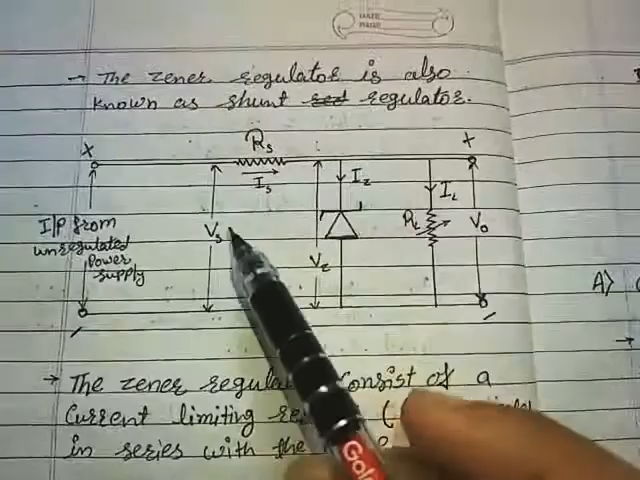 → The zener regulator is also
known as shunt regulator.
Rs
+
Is
Iz
IL
I/P from
unregulated
Power
supply
Vs
RL
Vo
Vz
A>
→ The zener regula Consist of a
Current limiting
in series with the
Gol